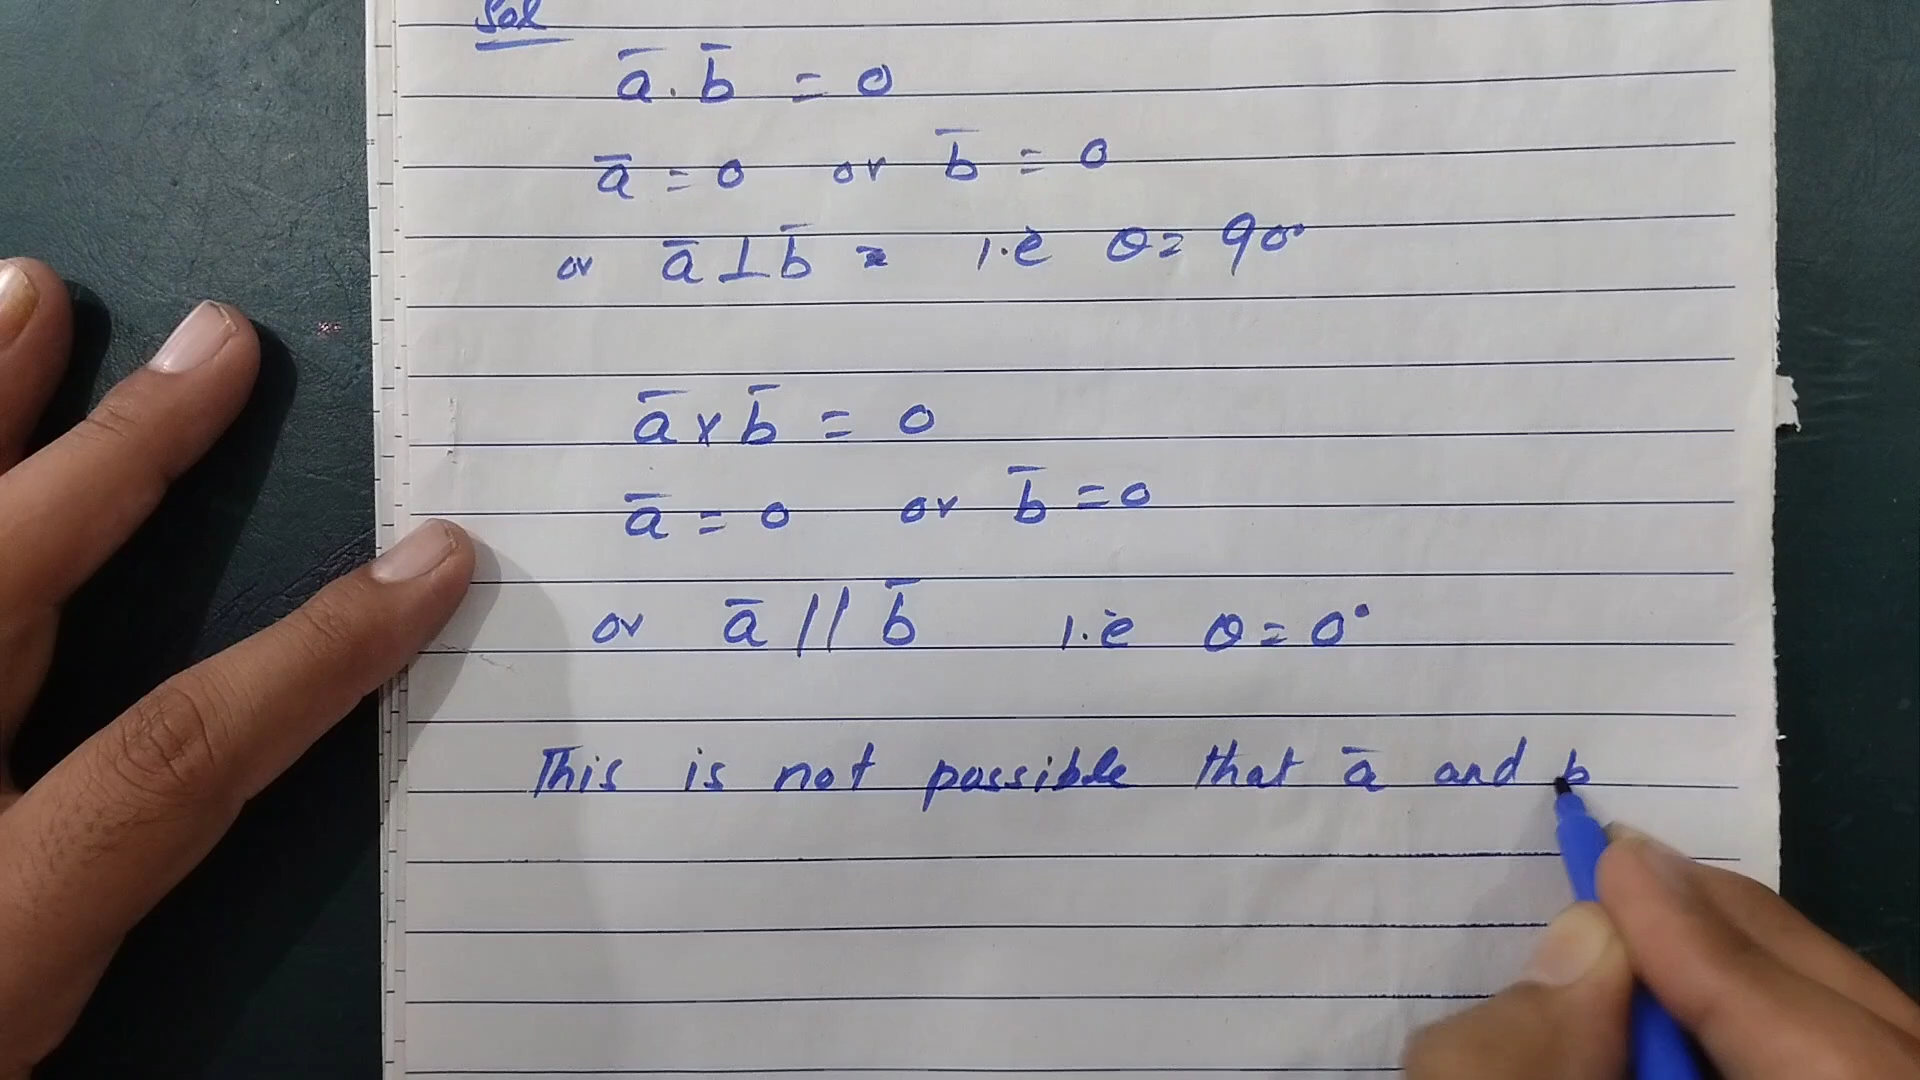 Sol
a̅ . b̅ = 0
a̅ = 0 or b̅ = 0
or a̅ ⊥ b̅ = i.e θ = 90°
a̅ x b̅ = 0
a̅ = 0 or b̅ = 0
or a̅ // b̅ i.e θ = 0°
This is not possible that a̅ and b